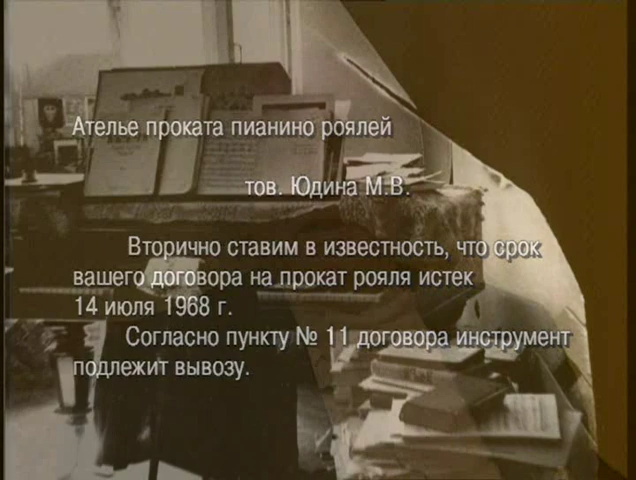 Ателье проката пианино роялей
тов. Юдина М.В.
Вторично ставим в известность, что срок
вашего договора на прокат рояля истек
14 июля 1968 г.
Согласно пункту № 11 договора инструмент
подлежит вывозу.